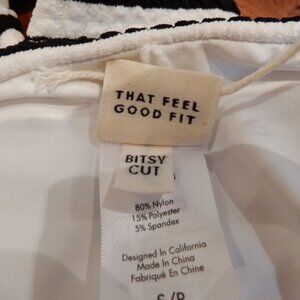 THAT FEEL
GOOD FIT
BITSY
CUT
80% Nylon
15% Polyester
5% Spandex
Designed In California
Made In China
Fabriqué En Chine
S/P